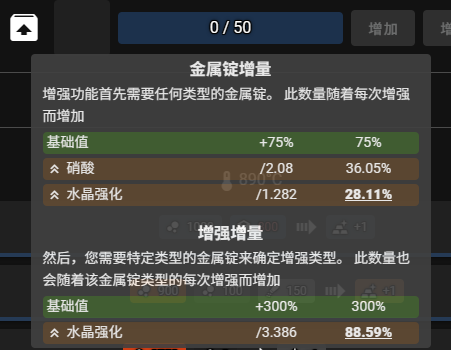 0 / 50
增加
金属锭增量
增强功能首先需要任何类型的金属锭。 此数量随着每次增强
而增加
基础值 +75% 75%
硝酸 /2.08 36.05%
水晶强化 /1.282 28.11%
890°C
增强增量
然后，您需要特定类型的金属锭来确定增强类型。 此数量也
会随着该金属锭类型的每次增强而增加
基础值 +300% 300%
水晶强化 /3.386 88.59%